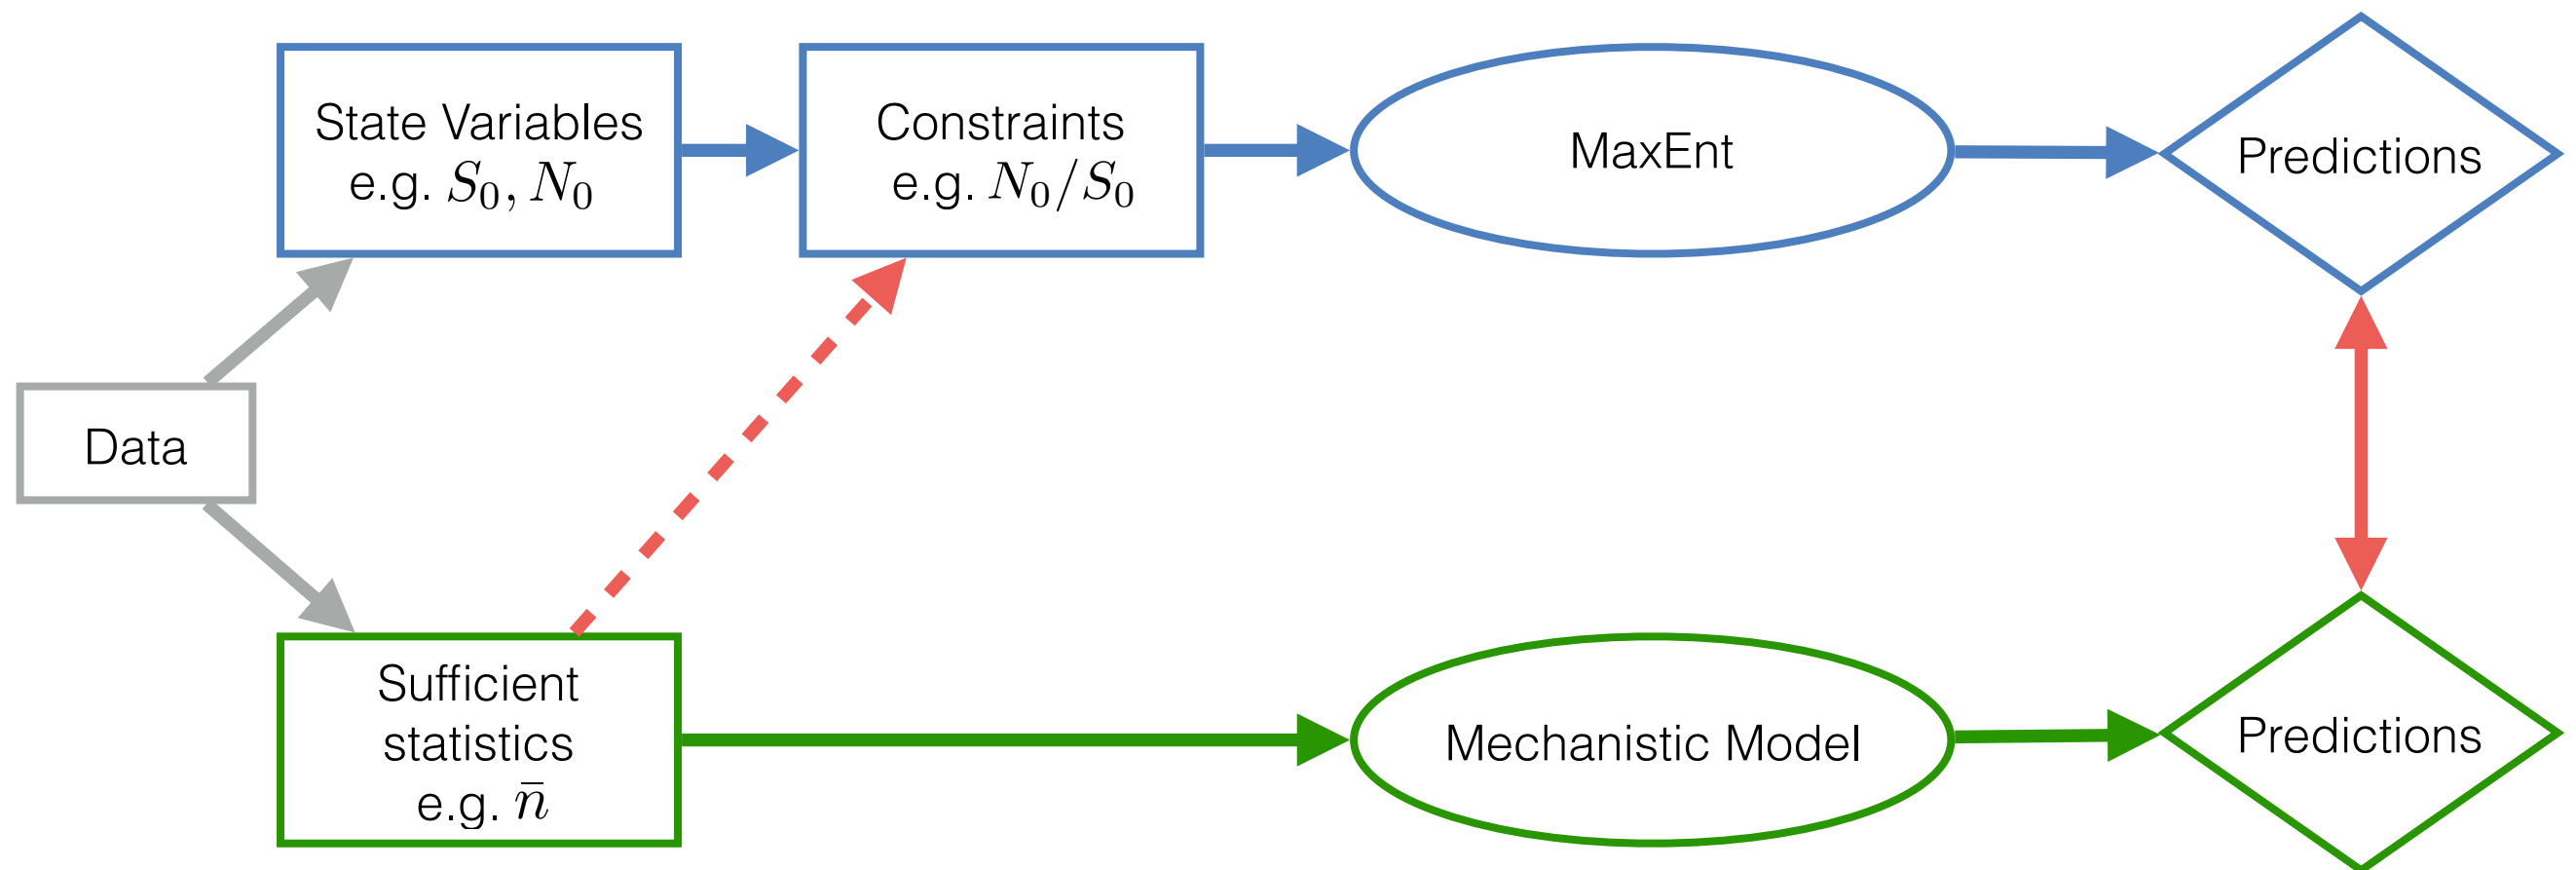 State Variables
e.g. S₀, N₀
Constraints
e.g. N₀/S₀
MaxEnt
Predictions
Data
Sufficient
statistics
e.g. n̄
Mechanistic Model
Predictions